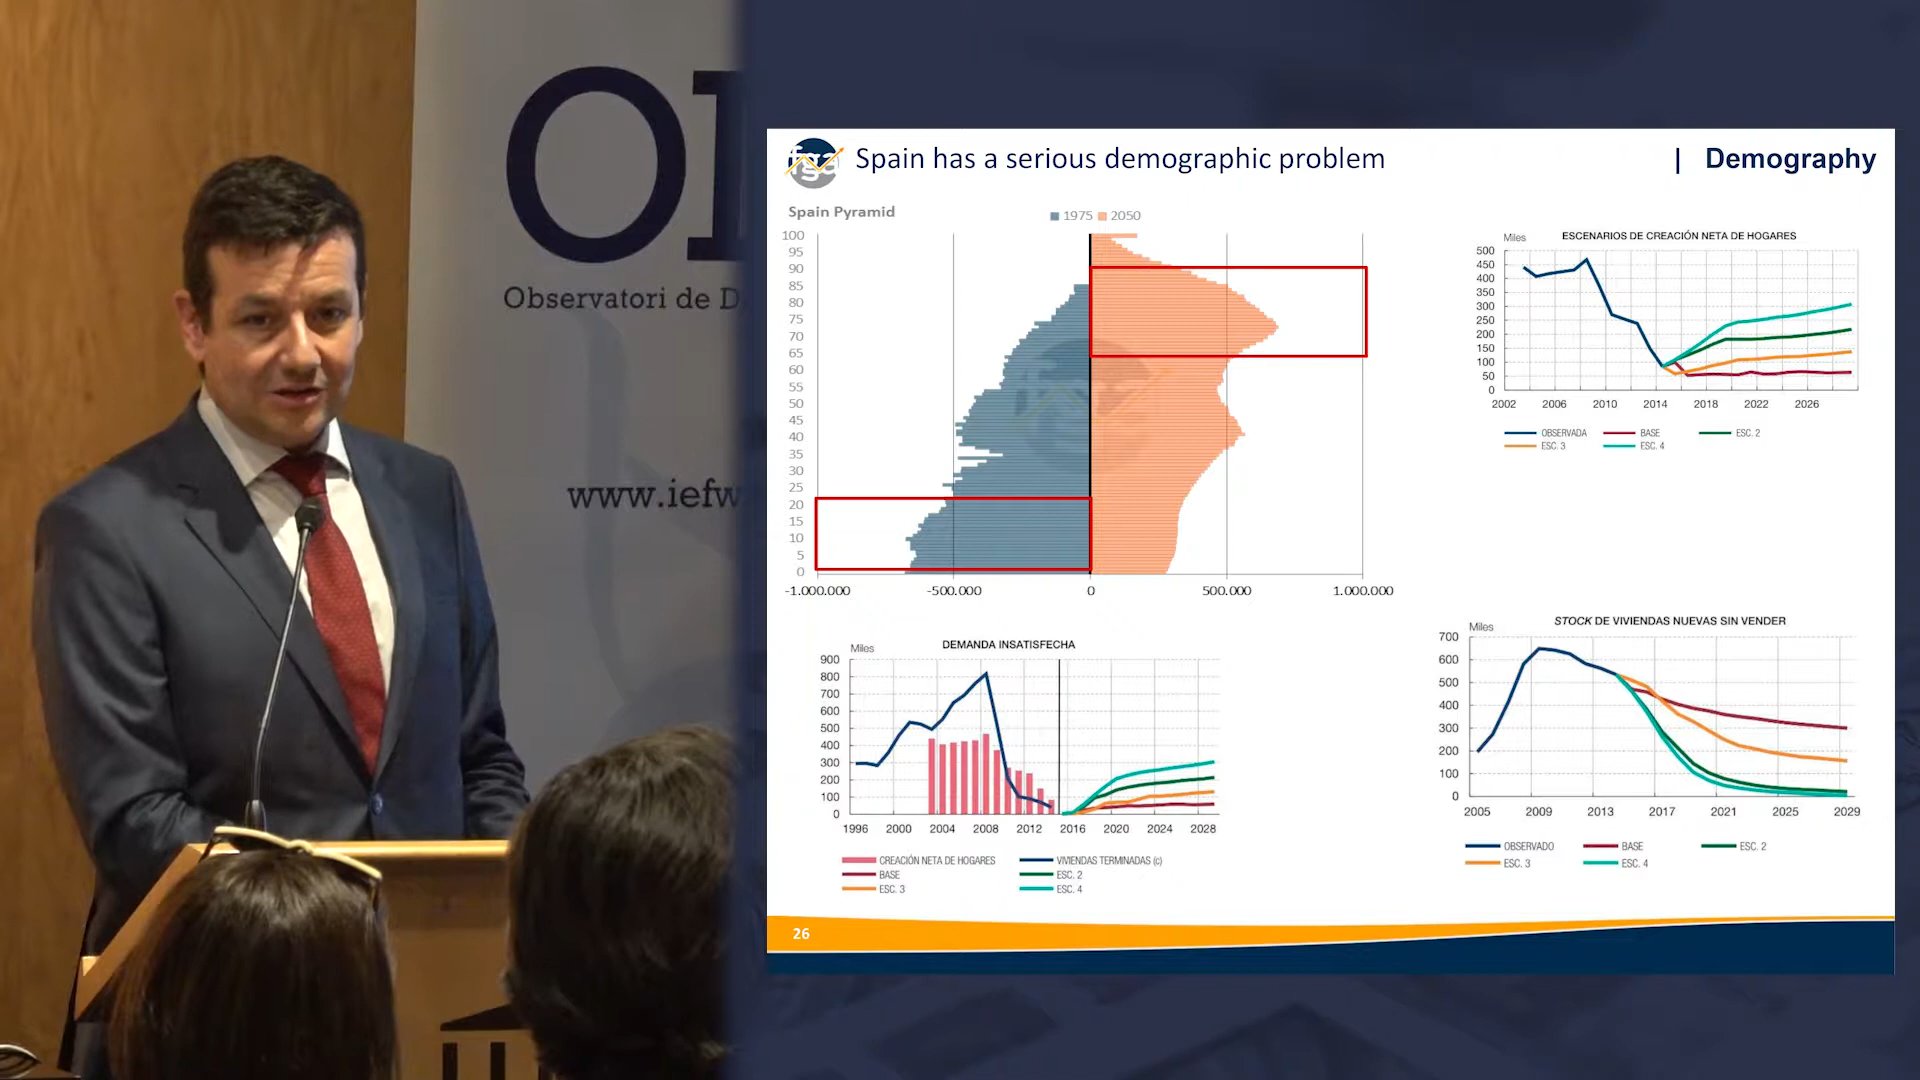 O
Observatori de D
www.iefw
fga
Spain has a serious demographic problem
| Demography
Spain Pyramid
1975 2050
100
95
90
85
80
75
70
65
60
55
50
45
40
35
30
25
20
15
10
5
0
-1.000.000 -500.000 0 500.000 1.000.000
ESCENARIOS DE CREACIÓN NETA DE HOGARES
Miles
500
450
400
350
300
250
200
150
100
50
0
2002 2006 2010 2014 2018 2022 2026
OBSERVADA BASE ESC. 2
ESC. 3 ESC. 4
DEMANDA INSATISFECHA
Miles
900
800
700
600
500
400
300
200
100
0
1996 2000 2004 2008 2012 2016 2020 2024 2028
CREACIÓN NETA DE HOGARES VIVIENDAS TERMINADAS (c)
BASE ESC. 2
ESC. 3 ESC. 4
STOCK DE VIVIENDAS NUEVAS SIN VENDER
Miles
700
600
500
400
300
200
100
0
2005 2009 2013 2017 2021 2025 2029
OBSERVADO BASE ESC. 2
ESC. 3 ESC. 4
26